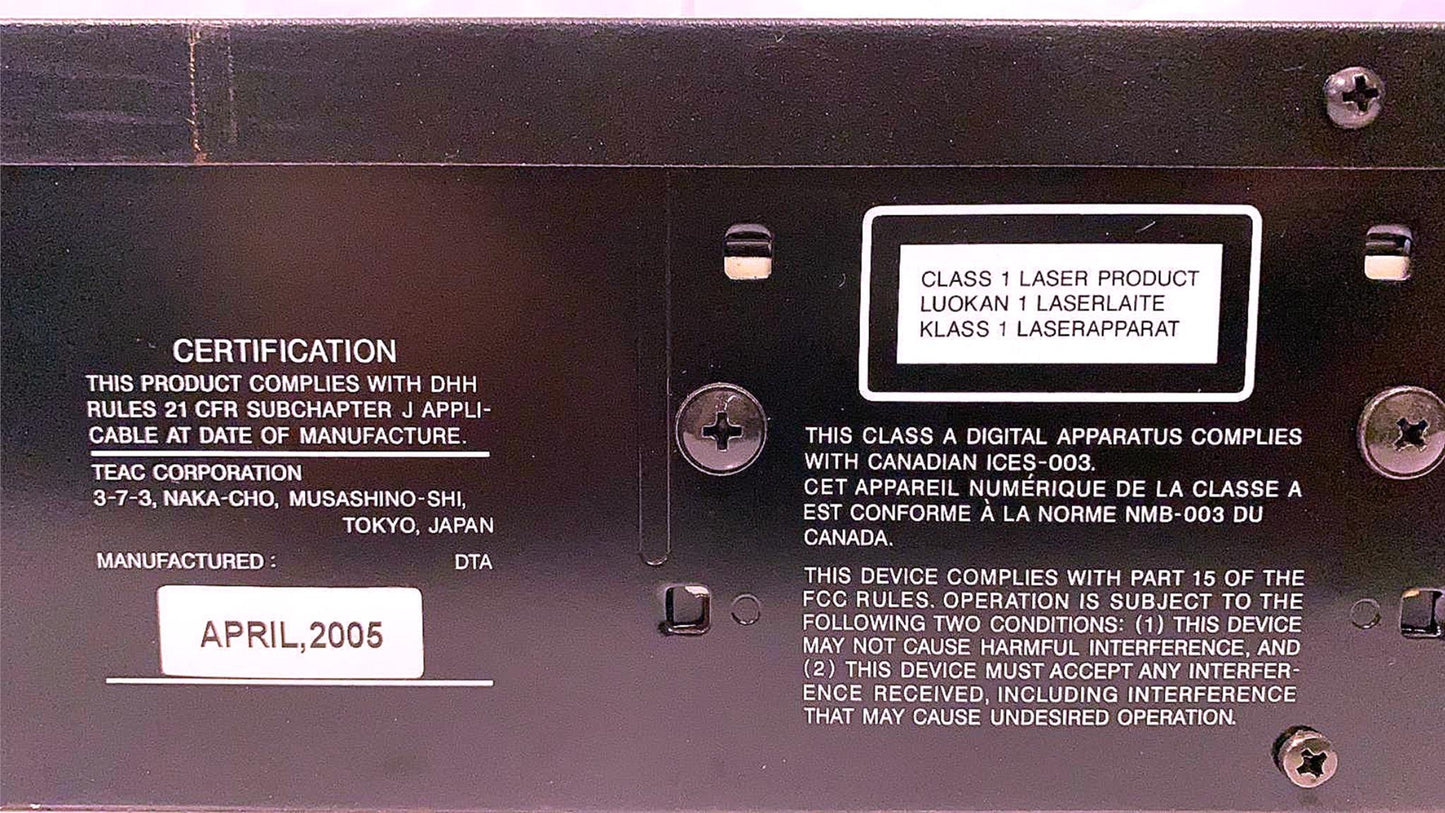 CERTIFICATION
THIS PRODUCT COMPLIES WITH DHH
RULES 21 CFR SUBCHAPTER J APPLI-
CABLE AT DATE OF MANUFACTURE.
TEAC CORPORATION
3-7-3, NAKA-CHO, MUSASHINO-SHI,
TOKYO, JAPAN
MANUFACTURED : DTA
APRIL,2005
CLASS 1 LASER PRODUCT
LUOKAN 1 LASERLAITE
KLASS 1 LASERAPPARAT
THIS CLASS A DIGITAL APPARATUS COMPLIES
WITH CANADIAN ICES-003.
CET APPAREIL NUMÉRIQUE DE LA CLASSE A
EST CONFORME À LA NORME NMB-003 DU
CANADA.
THIS DEVICE COMPLIES WITH PART 15 OF THE
FCC RULES. OPERATION IS SUBJECT TO THE
FOLLOWING TWO CONDITIONS: (1) THIS DEVICE
MAY NOT CAUSE HARMFUL INTERFERENCE, AND
(2) THIS DEVICE MUST ACCEPT ANY INTERFER-
ENCE RECEIVED, INCLUDING INTERFERENCE
THAT MAY CAUSE UNDESIRED OPERATION.